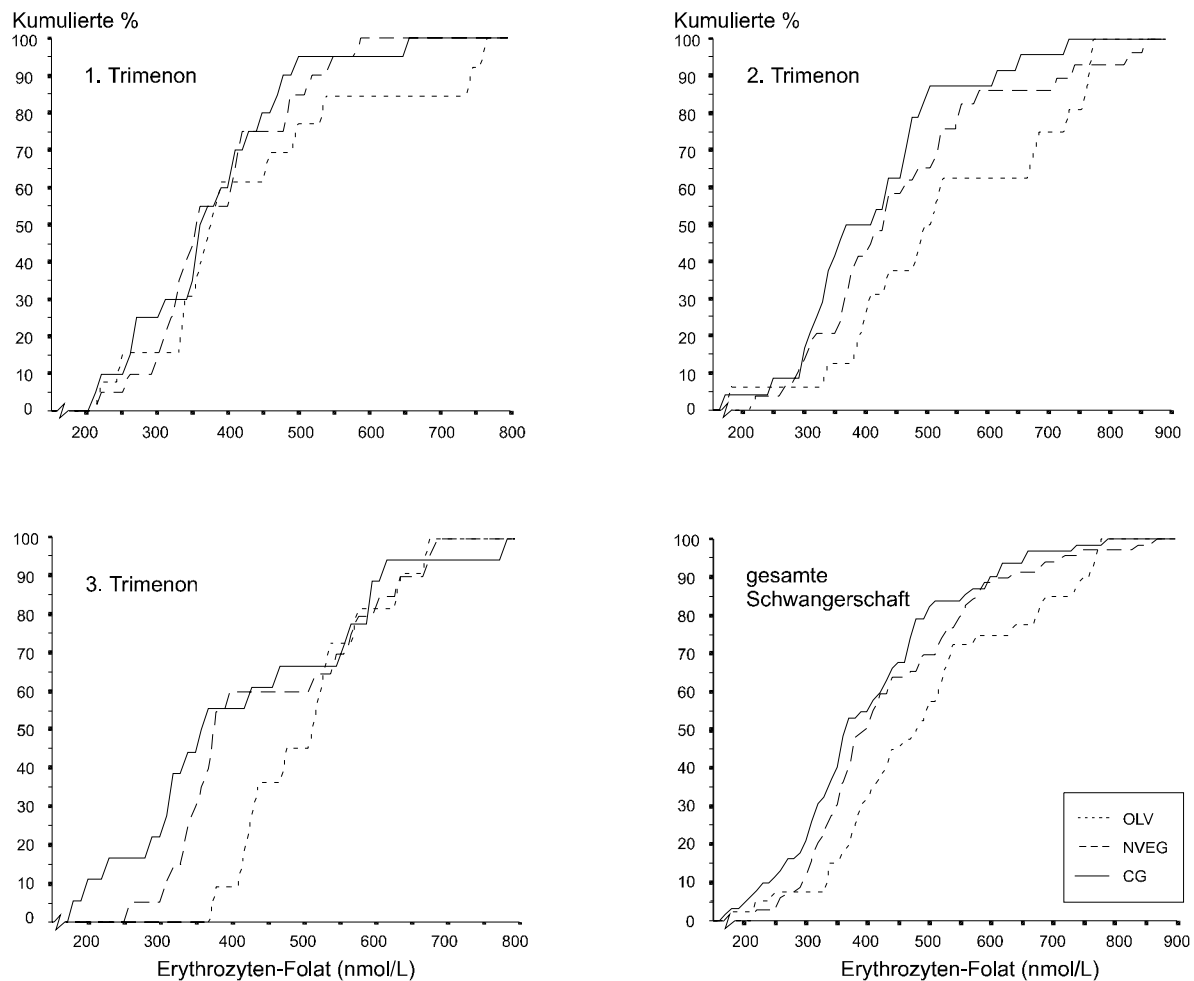 Kumulierte %
100
90
80
70
60
50
40
30
20
10
0
1. Trimenon
200 300 400 500 600 700 800
Kumulierte %
100
90
80
70
60
50
40
30
20
10
0
2. Trimenon
200 300 400 500 600 700 800 900
100
90
80
70
60
50
40
30
20
10
0
3. Trimenon
200 300 400 500 600 700 800
Erythrozyten-Folat (nmol/L)
100
90
80
70
60
50
40
30
20
10
0
gesamte
Schwangerschaft
OLV
NVEG
CG
200 300 400 500 600 700 800 900
Erythrozyten-Folat (nmol/L)